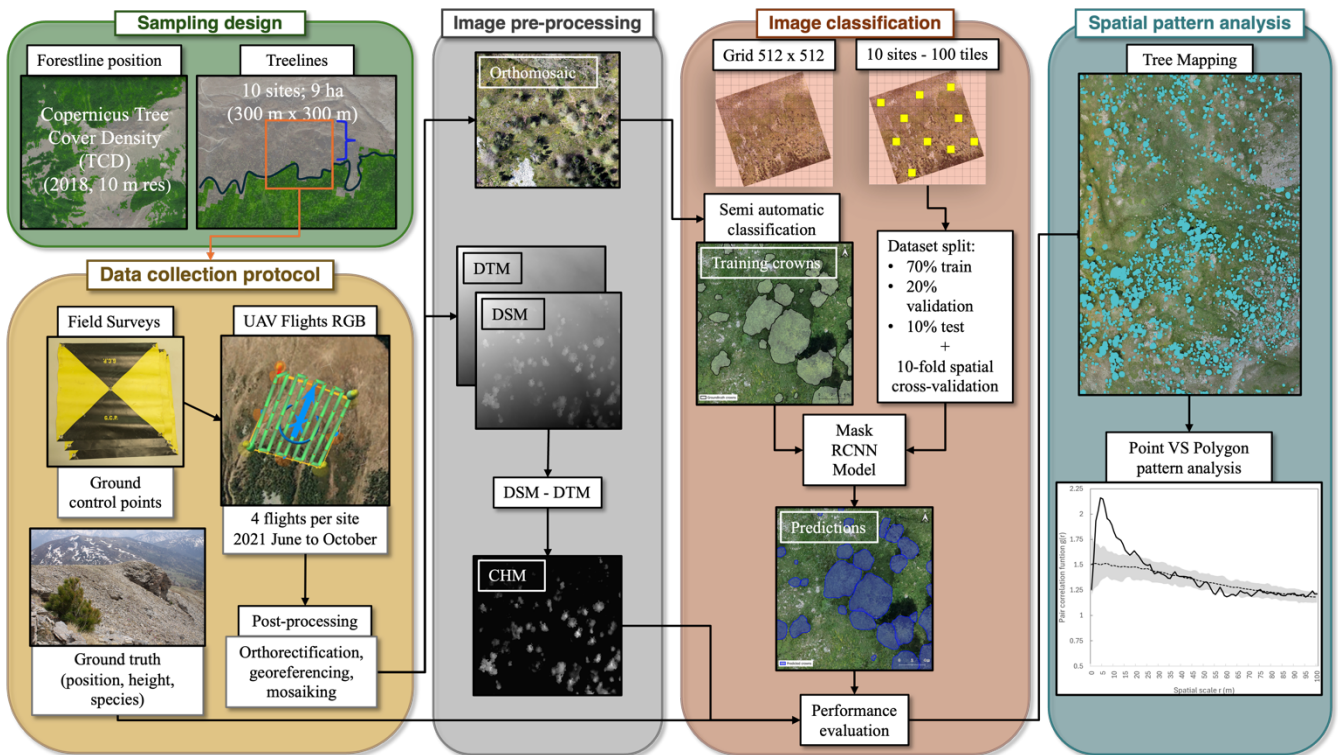 Sampling design
Forestline position
Treelines
Copernicus Tree
Cover Density
(TCD)
(2018, 10 m res)
10 sites; 9 ha
(300 m x 300 m)
Data collection protocol
Field Surveys
UAV Flights RGB
G.C.P.
Ground
control points
4 flights per site
2021 June to October
Ground truth
(position, height,
species)
Post-processing
Orthorectification,
georeferencing,
mosaiking
Image pre-processing
Orthomosaic
DTM
DSM
DSM - DTM
CHM
Image classification
Grid 512 x 512
10 sites - 100 tiles
Semi automatic
classification
Training crowns
Dataset split:
• 70% train
• 20%
validation
• 10% test
+
10-fold spatial
cross-validation
Mask
RCNN
Model
Predictions
Performance
evaluation
Spatial pattern analysis
Tree Mapping
Point VS Polygon
pattern analysis
Pair correlation funtion g(r)
2.25
2
1.75
1.5
1.25
1
0.75
0.5
0 5 10 15 20 25 30 35 40 45 50 55 60 65 70 75 80 85 90 95 100
Spatial scale r (m)